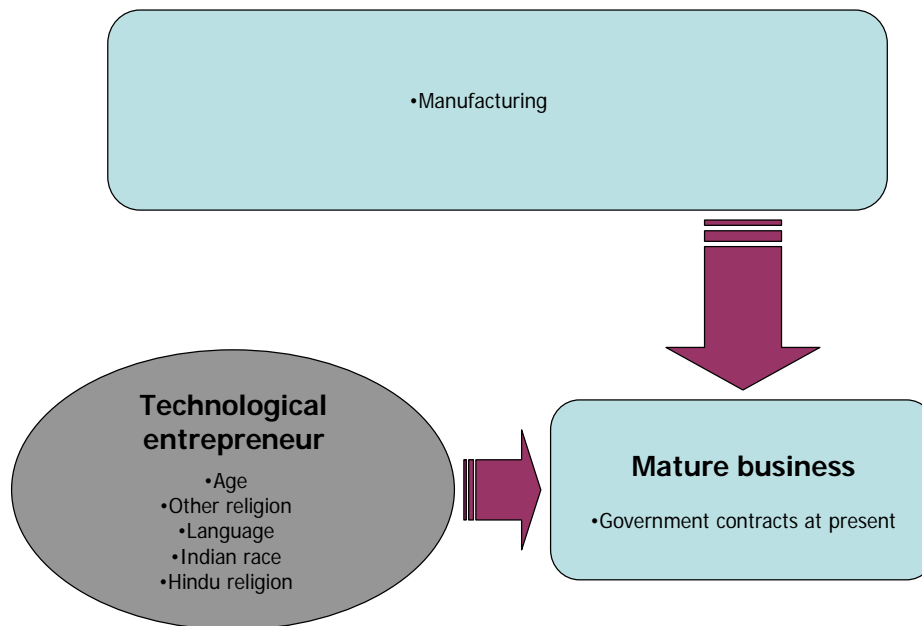 •Manufacturing
Technological
entrepreneur
•Age
•Other religion
•Language
•Indian race
•Hindu religion
Mature business
•Government contracts at present